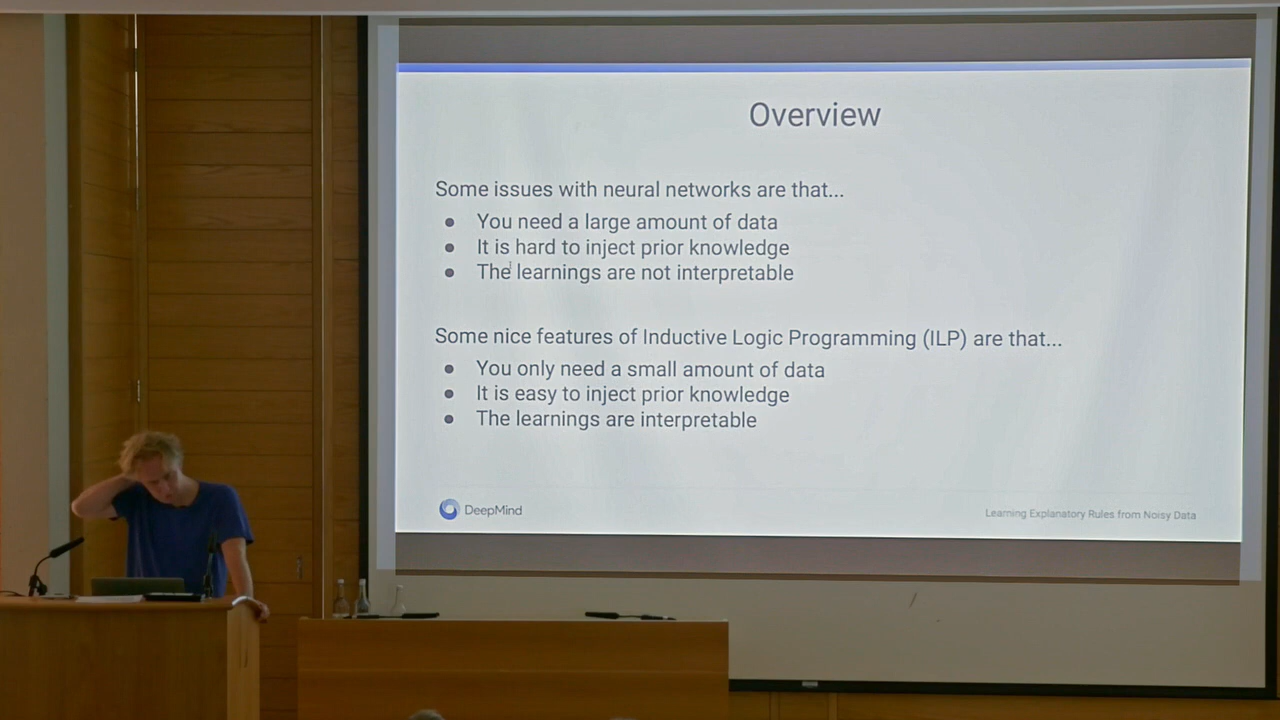 Overview
Some issues with neural networks are that...
● You need a large amount of data
● It is hard to inject prior knowledge
● The learnings are not interpretable
Some nice features of Inductive Logic Programming (ILP) are that...
● You only need a small amount of data
● It is easy to inject prior knowledge
● The learnings are interpretable
DeepMind
Learning Explanatory Rules from Noisy Data